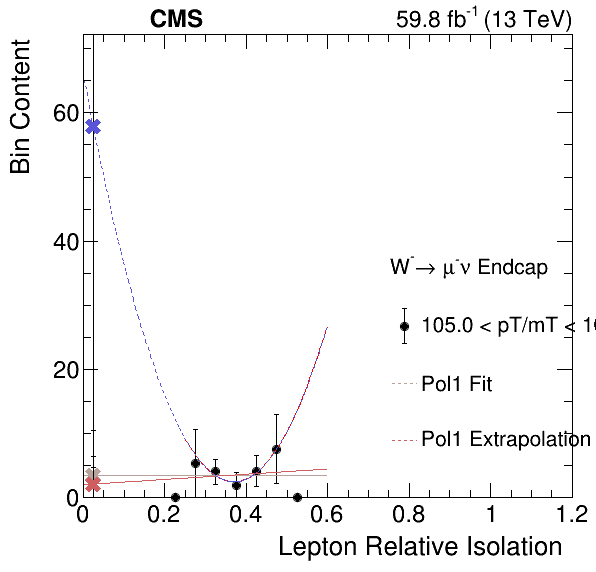 CMS
59.8 fb-1 (13 TeV)
Bin Content
60
40
20
0
W-→ μ-ν Endcap
105.0 < pT/mT < 10
Pol1 Fit
Pol1 Extrapolation
0 0.2 0.4 0.6 0.8 1 1.2
Lepton Relative Isolation